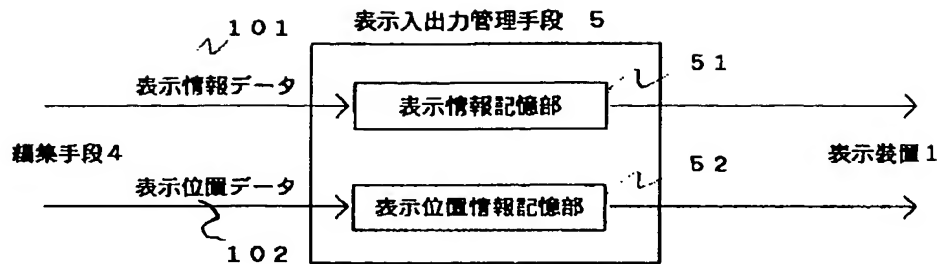 １０１
表示入出力管理手段　５
表示情報データ
５１
表示情報記憶部
編集手段４
表示装置１
５２
表示位置データ
表示位置情報記憶部
１０２